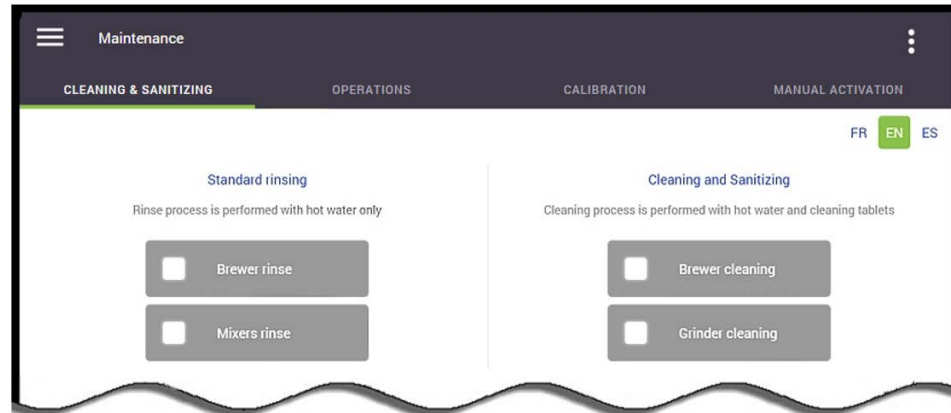 Maintenance
CLEANING & SANITIZING OPERATIONS CALIBRATION MANUAL ACTIVATION
FR EN ES
Standard rinsing
Rinse process is performed with hot water only
Brewer rinse
Mixers rinse
Cleaning and Sanitizing
Cleaning process is performed with hot water and cleaning tablets
Brewer cleaning
Grinder cleaning